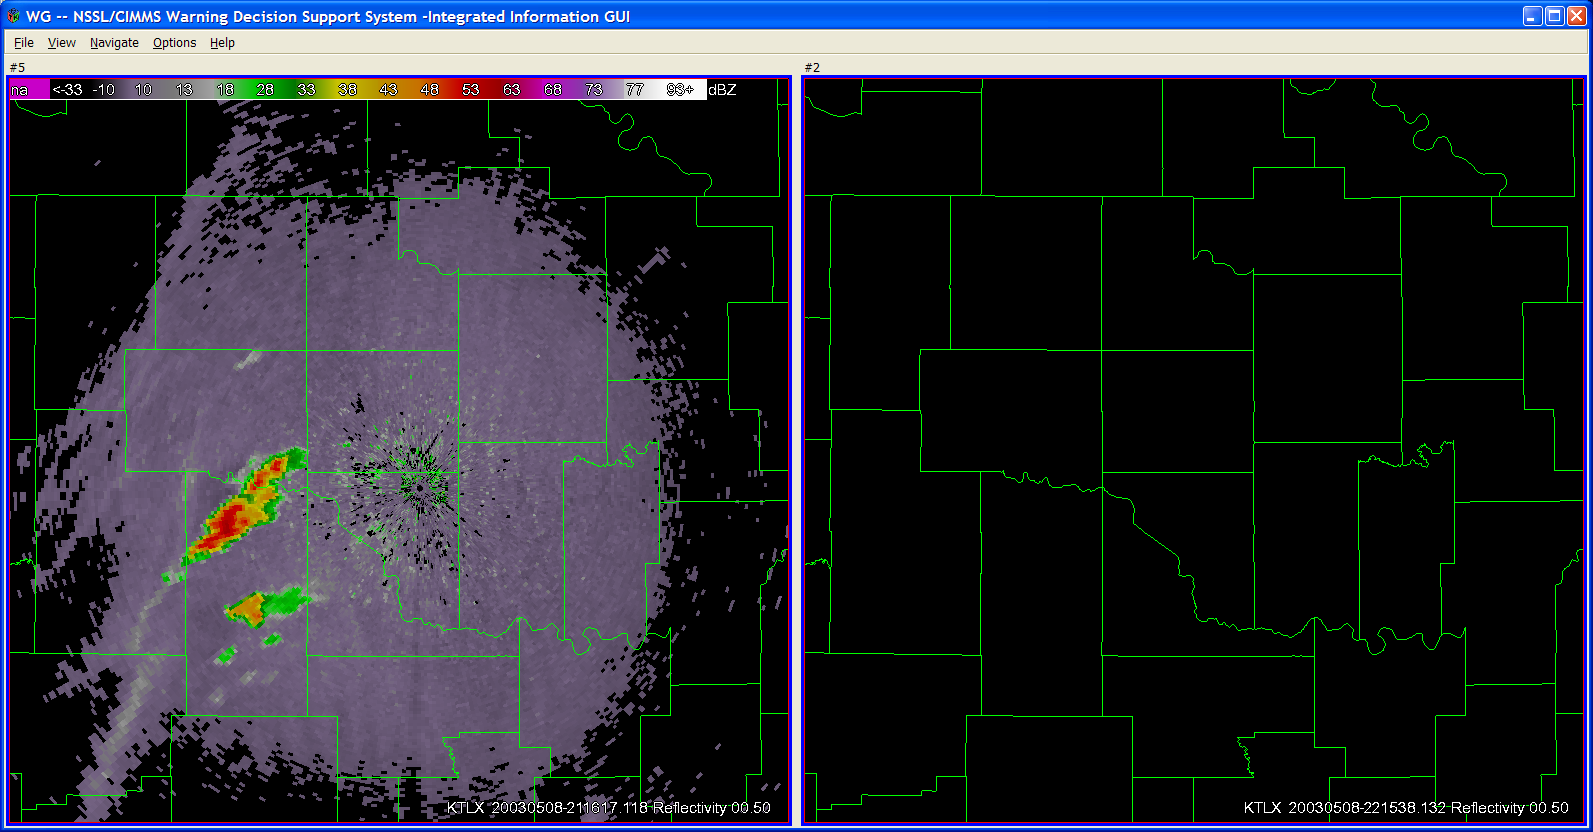 WG -- NSSL/CIMMS Warning Decision Support System -Integrated Information GUI
File View Navigate Options Help
#5 #2
na <-33 -10 10 13 18 28 33 38 43 48 53 63 68 73 77 93+ dBZ
KTLX 20030508-211617.118 Reflectivity 00.50 KTLX 20030508-221538.132 Reflectivity 00.50